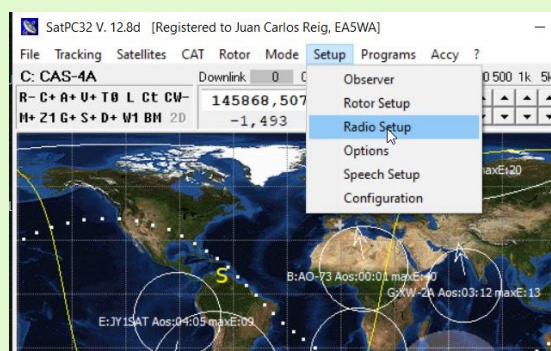 SatPC32 V. 12.8d [Registered to Juan Carlos Reig, EA5WA]
File Tracking Satellites CAT Rotor Mode Setup Programs Accy ?
C: CAS-4A
Downlink 0
0 500 1k
R- C+ A+ V+ T0 L Ct CW-
145868,507
M+ Z1 G+ S+ D+ W1 BM 2D
-1,493
Observer
Rotor Setup
Radio Setup
Options
Speech Setup
Configuration
maxE:20
S
B:AO-73 Aos:00:01 maxE:40
G:XW-2A Aos:03:12 maxE:13
E:JY1SAT Aos:04:05 maxE:09